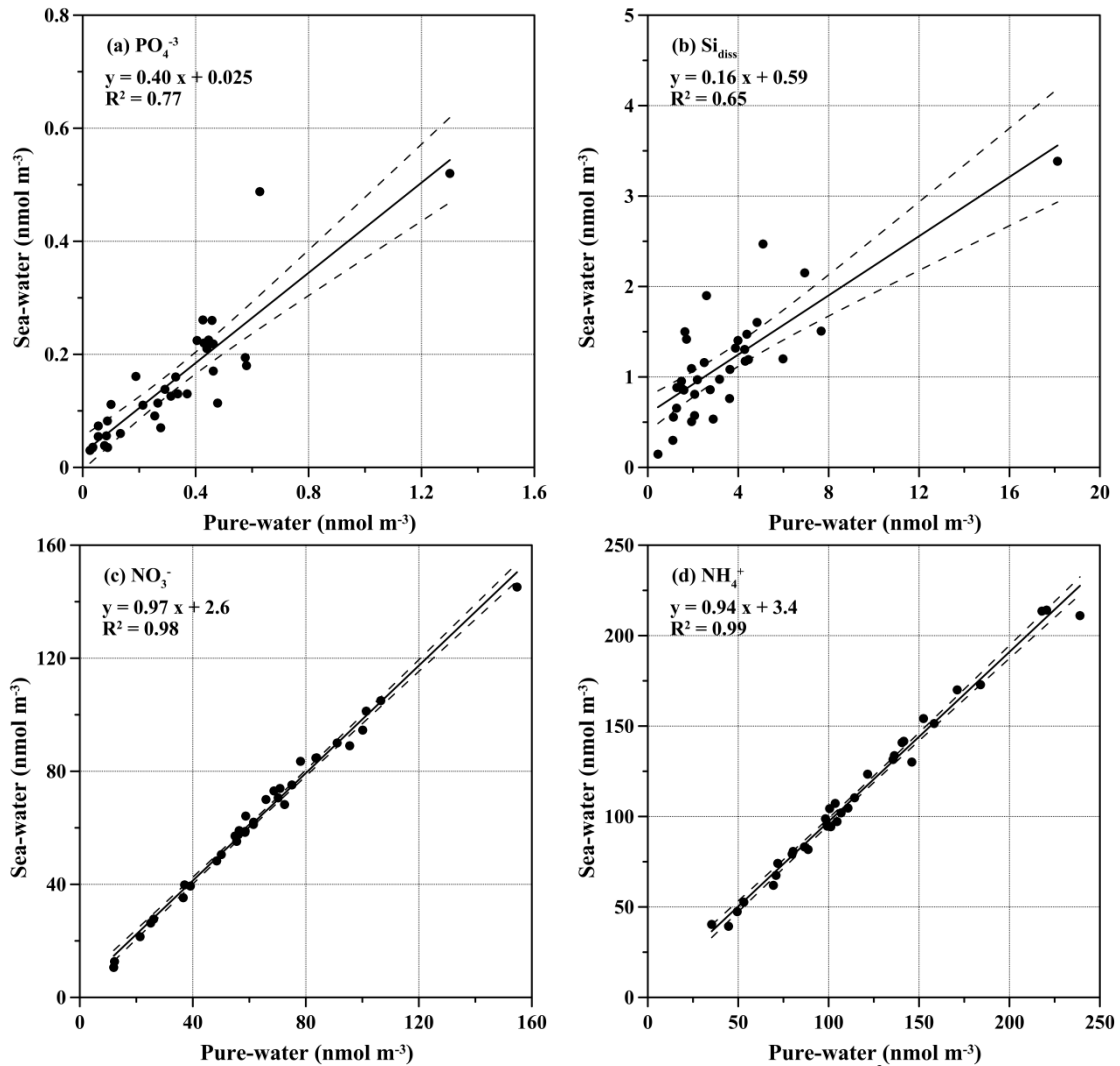 0.8
(a) PO₄⁻³
y = 0.40 x + 0.025
R² = 0.77
0.6
0.4
0.2
0
Sea-water (nmol m⁻³)
0 0.4 0.8 1.2 1.6
Pure-water (nmol m⁻³)
5
(b) Si_diss
y = 0.16 x + 0.59
R² = 0.65
4
3
2
1
0
Sea-water (nmol m⁻³)
0 4 8 12 16 20
Pure-water (nmol m⁻³)
160
(c) NO₃⁻
y = 0.97 x + 2.6
R² = 0.98
120
80
40
0
Sea-water (nmol m⁻³)
0 40 80 120 160
Pure-water (nmol m⁻³)
250
(d) NH₄⁺
y = 0.94 x + 3.4
R² = 0.99
200
150
100
50
0
Sea-water (nmol m⁻³)
0 50 100 150 200 250
Pure-water (nmol m⁻³)